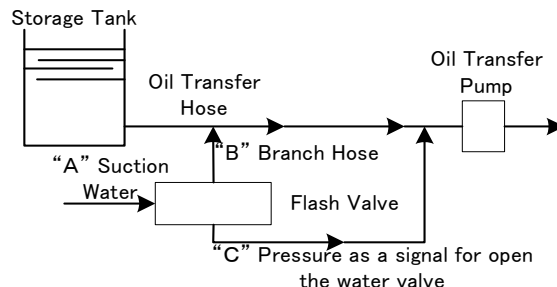 Storage Tank
Oil Transfer
Hose
Oil Transfer
Pump
“A” Suction
Water
“B” Branch Hose
Flash Valve
“C” Pressure as a signal for open
the water valve